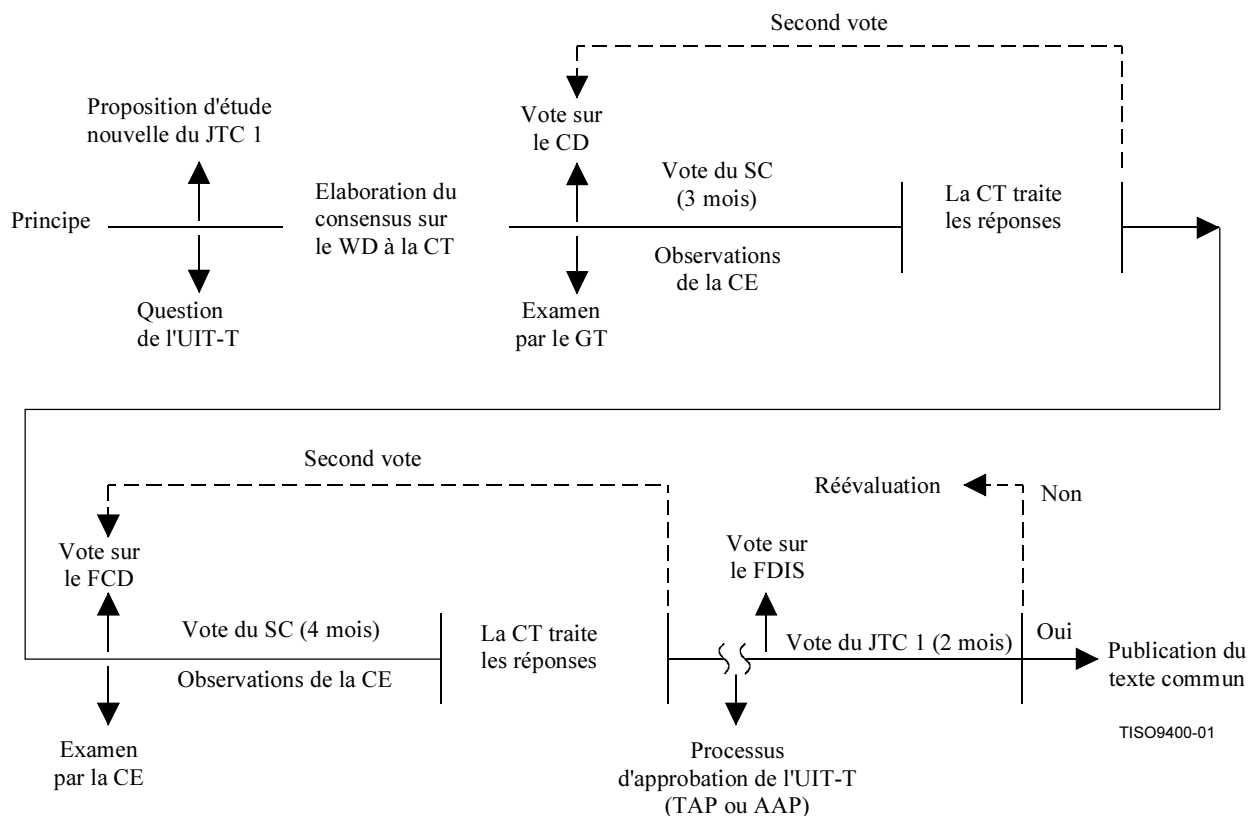 Second vote
Proposition d'étude
nouvelle du JTC 1
Vote sur
le CD
Principe
Elaboration du
consensus sur
le WD à la CT
Vote du SC
(3 mois)
La CT traite
les réponses
Observations
de la CE
Question
de l'UIT-T
Examen
par le GT
Second vote
Réévaluation
Non
Vote sur
le FCD
Vote sur
le FDIS
Vote du SC (4 mois)
La CT traite
les réponses
Vote du JTC 1 (2 mois)
Oui
Observations de la CE
Publication du
texte commun
Examen
par la CE
Processus
d'approbation de l'UIT-T
(TAP ou AAP)
TISO9400-01